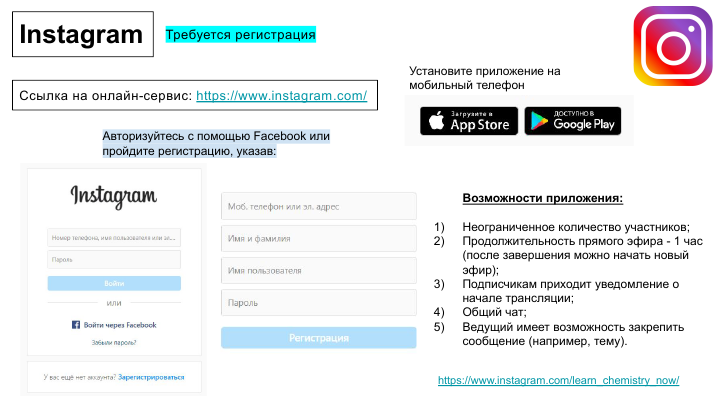 Instagram
Требуется регистрация
Ссылка на онлайн-сервис: https://www.instagram.com/
Установите приложение на
мобильный телефон
Загрузите в
App Store
ДОСТУПНО В
Google Play
Авторизуйтесь с помощью Facebook или
пройдите регистрацию, указав:
Instagram
Номер телефона, имя пользователя или эл....
Пароль
Войти
ИЛИ
Войти через Facebook
Забыли пароль?
У вас ещё нет аккаунта? Зарегистрироваться
Моб. телефон или эл. адрес
Имя и фамилия
Имя пользователя
Пароль
Регистрация
Возможности приложения:
1) Неограниченное количество участников;
2) Продолжительность прямого эфира - 1 час
(после завершения можно начать новый
эфир);
3) Подписчикам приходит уведомление о
начале трансляции;
4) Общий чат;
5) Ведущий имеет возможность закрепить
сообщение (например, тему).
https://www.instagram.com/learn_chemistry_now/